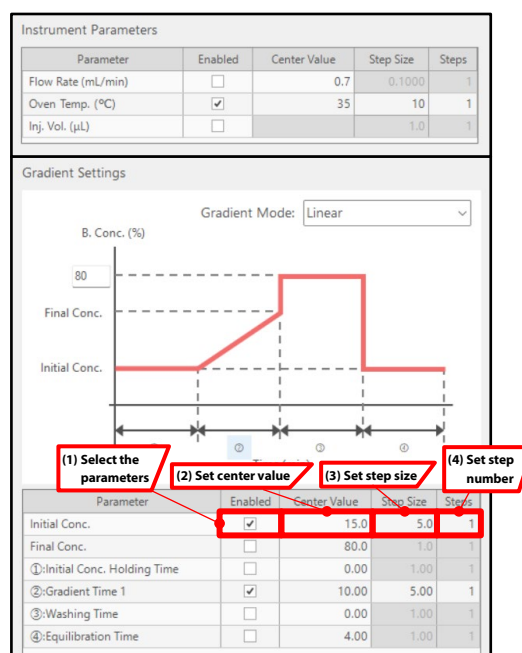 Instrument Parameters
Parameter Enabled Center Value Step Size Steps
Flow Rate (mL/min) 0.7 0.1000 1
Oven Temp. (ºC) 35 10 1
Inj. Vol. (µL) 1.0 1
Gradient Settings
Gradient Mode: Linear
B. Conc. (%)
80
Final Conc.
Initial Conc.
② ③ ④
(1) Select the
parameters
(2) Set center value
(3) Set step size
(4) Set step
number
Parameter Enabled Center Value Step Size Steps
Initial Conc. 15.0 5.0 1
Final Conc. 80.0 1.0 1
①:Initial Conc. Holding Time 0.00 1.00 1
②:Gradient Time 1 10.00 5.00 1
③:Washing Time 0.00 1.00 1
④:Equilibration Time 4.00 1.00 1